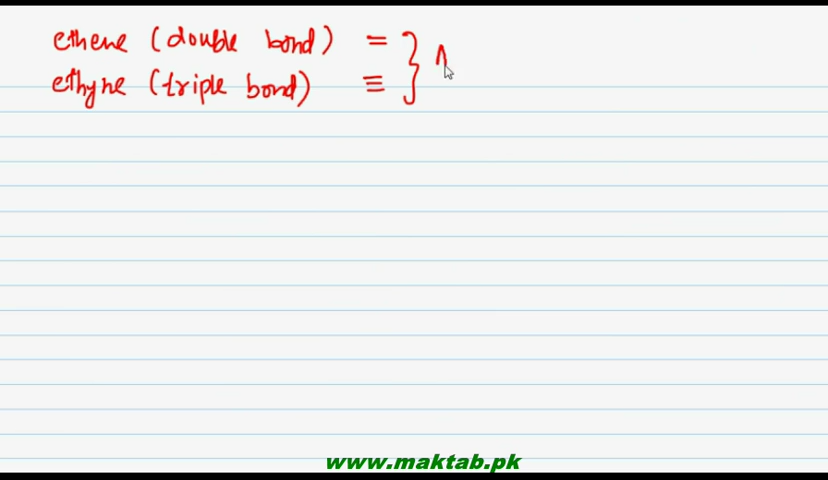 ethene (double bond) =
ethyne (triple bond) ≡
www.maktab.pk